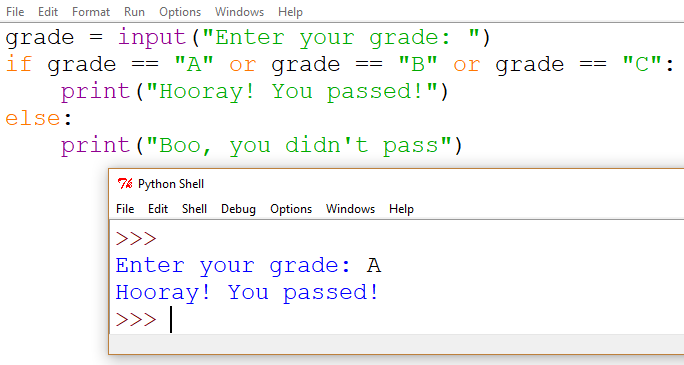 File Edit Format Run Options Windows Help
grade = input("Enter your grade: ")
if grade == "A" or grade == "B" or grade == "C":
    print("Hooray! You passed!")
else:
    print("Boo, you didn't pass")
Python Shell
File Edit Shell Debug Options Windows Help
>>>
Enter your grade: A
Hooray! You passed!
>>>